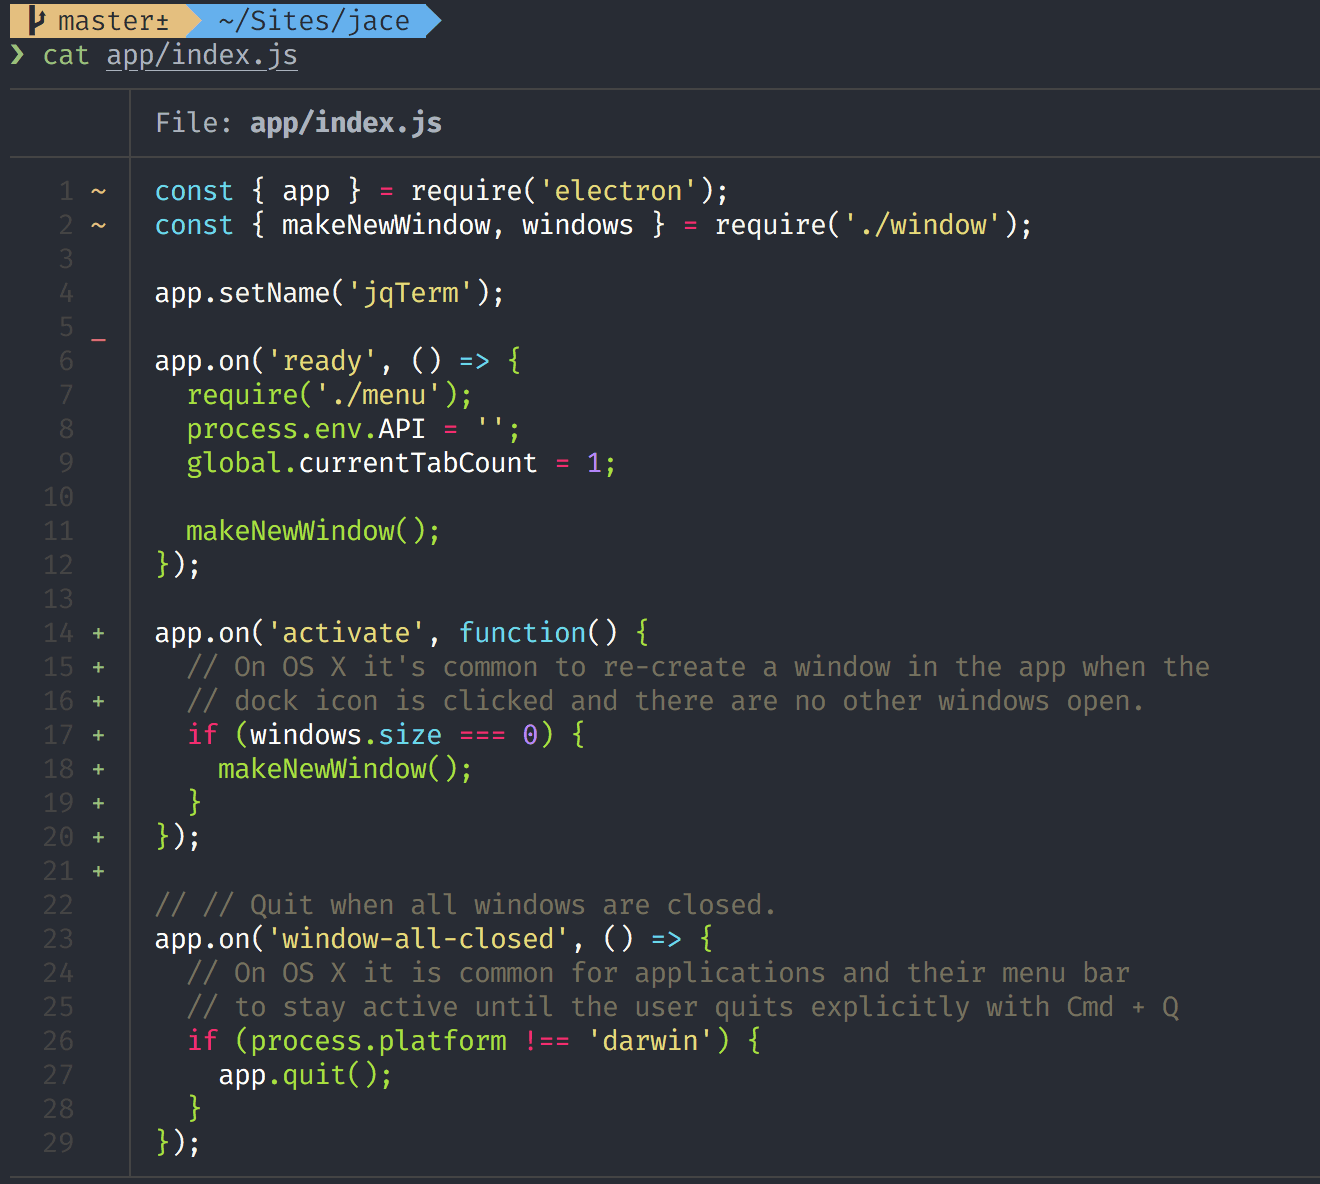 master± ~/Sites/jace
❯ cat app/index.js
File: app/index.js
1 ~ const { app } = require('electron');
2 ~ const { makeNewWindow, windows } = require('./window');
3
4 app.setName('jqTerm');
5 _
6 app.on('ready', () => {
7   require('./menu');
8   process.env.API = '';
9   global.currentTabCount = 1;
10
11   makeNewWindow();
12 });
13
14 + app.on('activate', function() {
15 +   // On OS X it's common to re-create a window in the app when the
16 +   // dock icon is clicked and there are no other windows open.
17 +   if (windows.size === 0) {
18 +     makeNewWindow();
19 +   }
20 + });
21 +
22 // // Quit when all windows are closed.
23 app.on('window-all-closed', () => {
24   // On OS X it is common for applications and their menu bar
25   // to stay active until the user quits explicitly with Cmd + Q
26   if (process.platform !== 'darwin') {
27     app.quit();
28   }
29 });